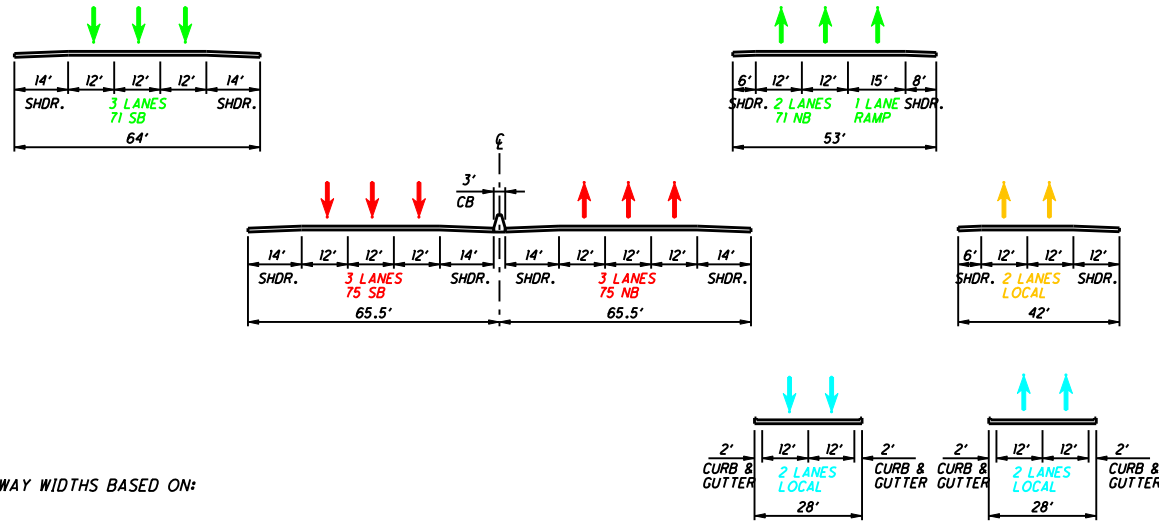 14' 12' 12' 12' 14'
SHDR. 3 LANES SHDR.
71 SB
64'
6' 12' 12' 15' 8'
SHDR. 2 LANES 1 LANE SHDR.
71 NB RAMP
53'
℄
3'
CB
14' 12' 12' 12' 14' 14' 12' 12' 12' 14'
SHDR. 3 LANES SHDR. SHDR. 3 LANES SHDR.
75 SB 75 NB
65.5' 65.5'
6' 12' 12' 12'
SHDR. 2 LANES SHDR.
LOCAL
42'
2' 12' 12' 2'
CURB & 2 LANES CURB &
GUTTER LOCAL GUTTER
28'
2' 12' 12' 2'
CURB & 2 LANES CURB &
GUTTER LOCAL GUTTER
28'
WAY WIDTHS BASED ON: